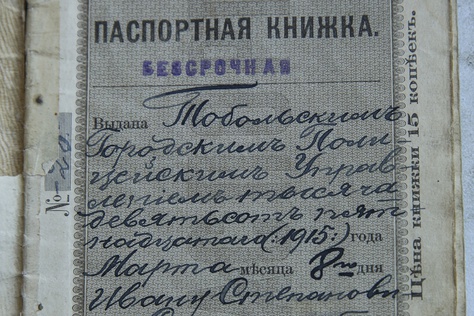 ПАСПОРТНАЯ КНИЖКА.
БЕЗСРОЧНАЯ
Выдана Тобольскимъ
Городскимъ Поли
цейскимъ Управ
леніемъ тысяча
девятьсотъ пят
надцатаго (:1915:) года
Марта мѣсяца 8го дня
Ивану Степанови
№ 20
Цѣна книжки 15 копѣекъ.